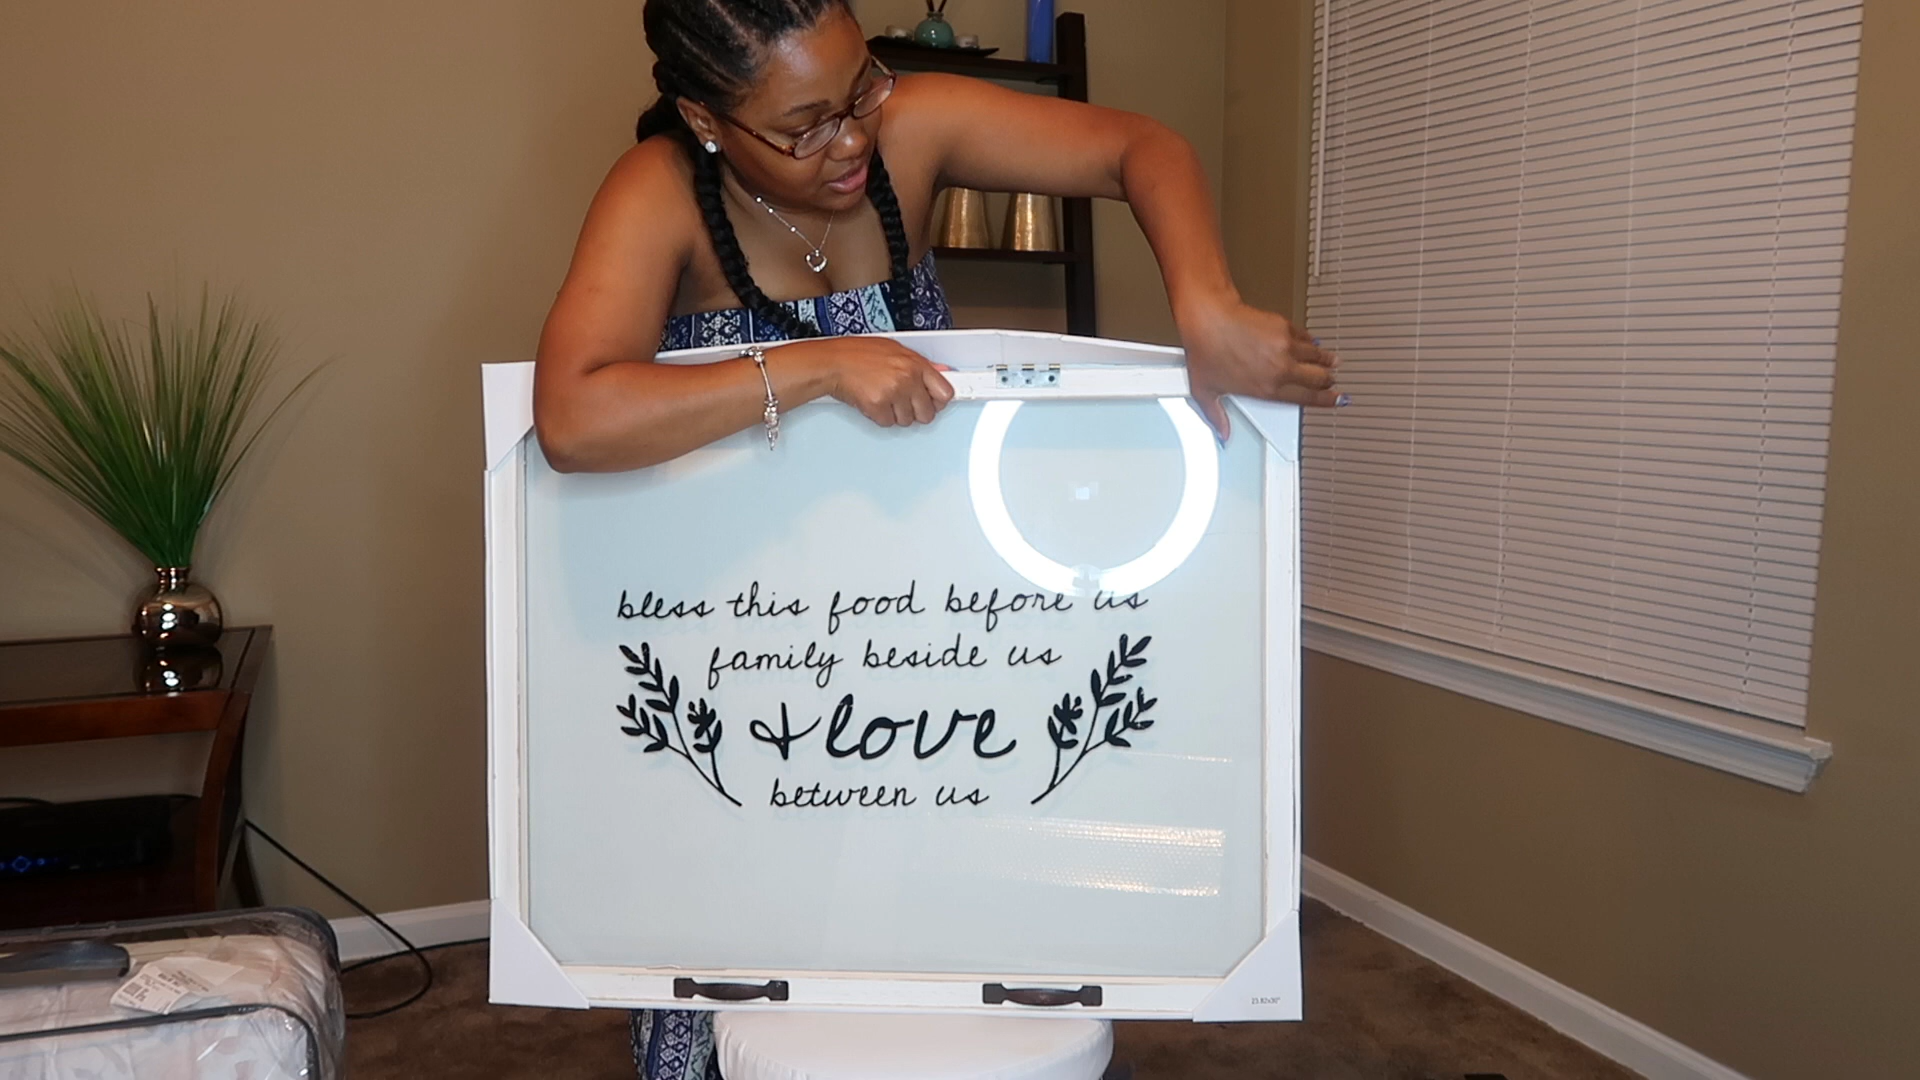 bless this food before us
family beside us
& love
between us